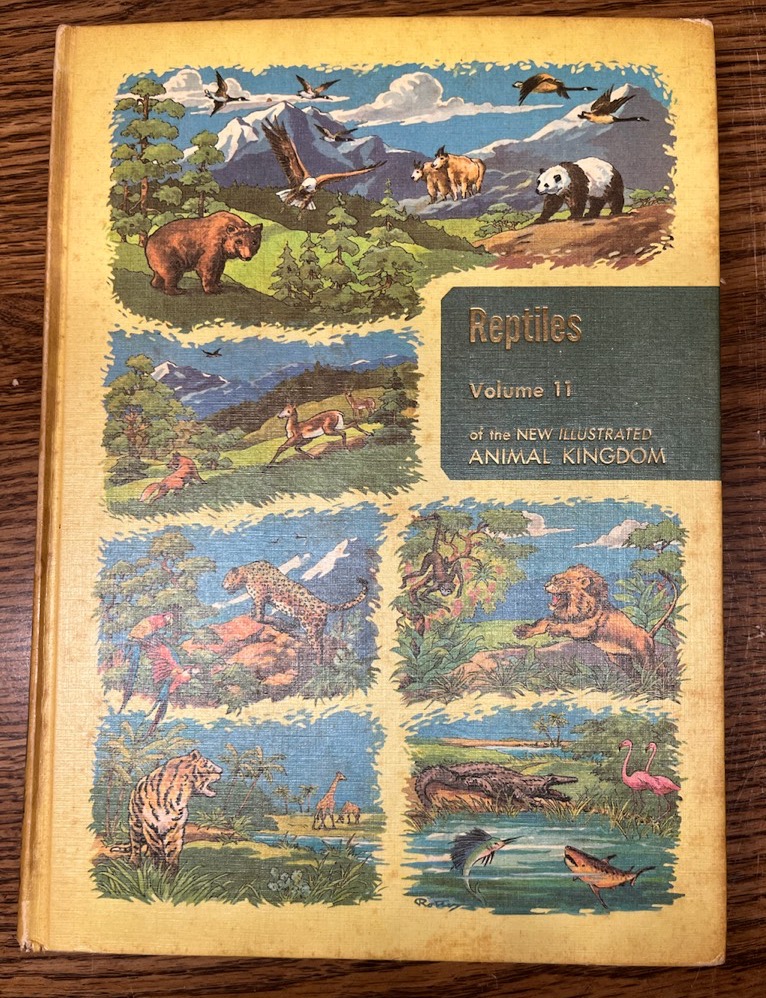 Reptiles
Volume 11
of the NEW ILLUSTRATED
ANIMAL KINGDOM